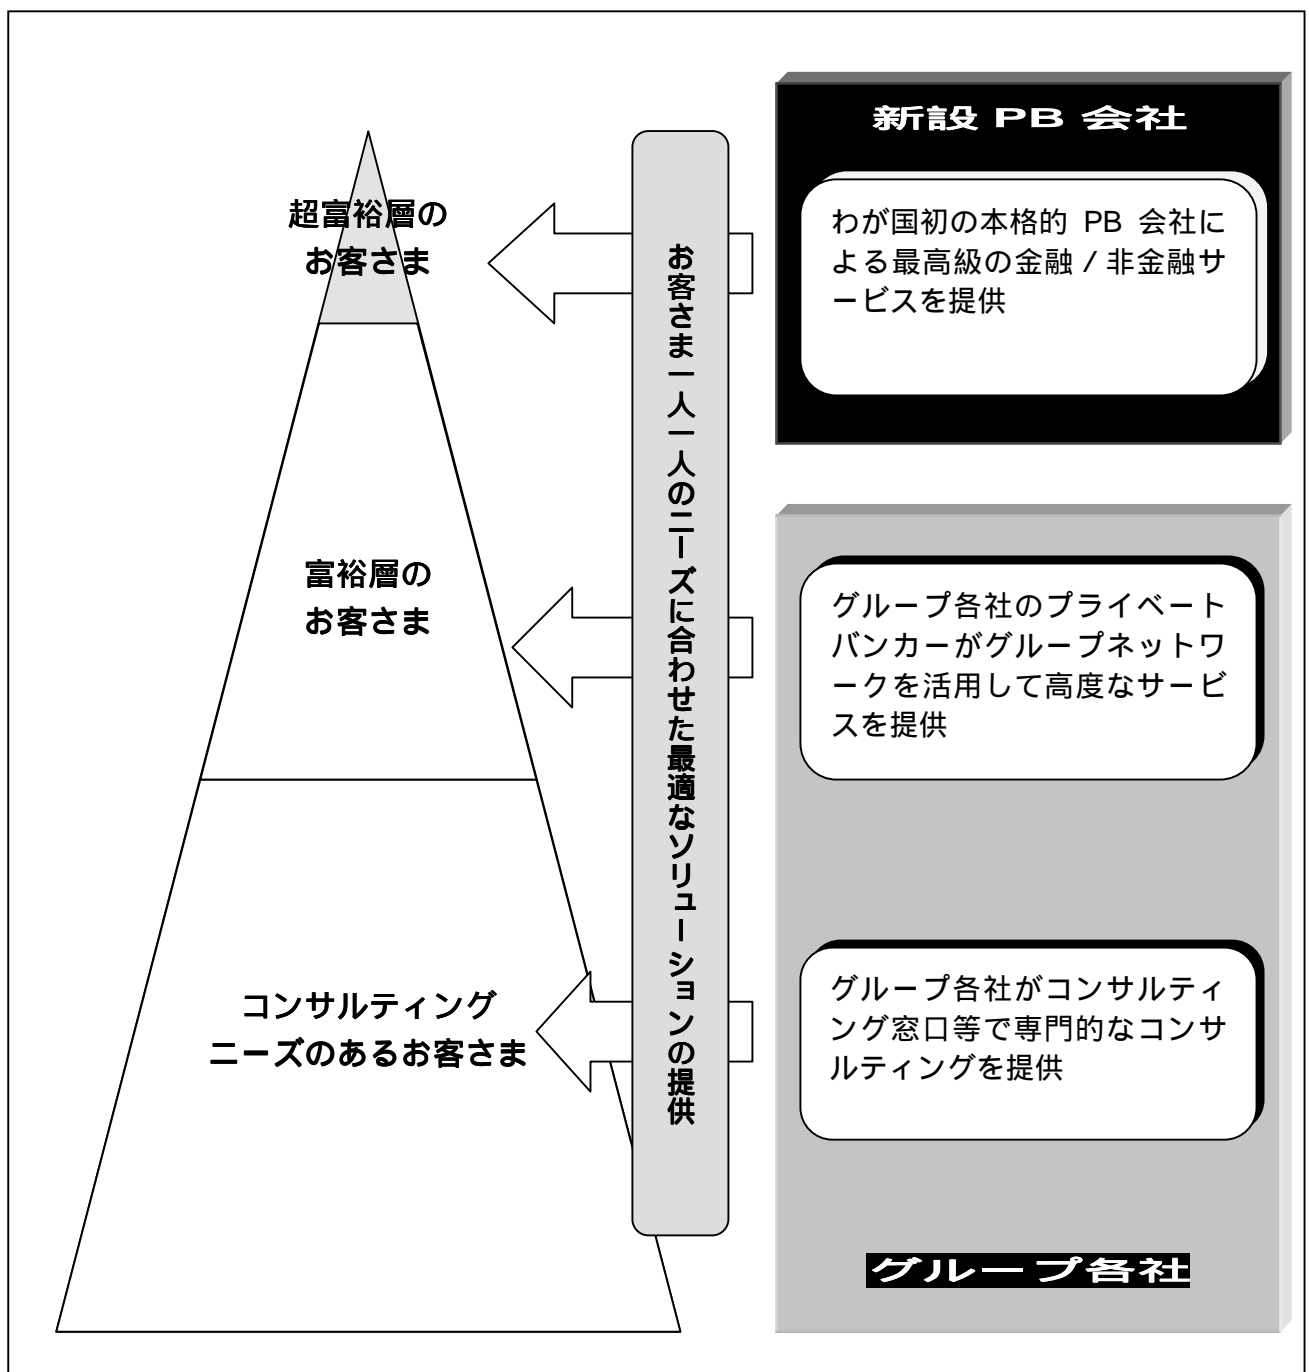 新設 PB 会社
超富裕層の
お客さま
わが国初の本格的 PB 会社に
よる最高級の金融 / 非金融サ
ービスを提供
お客さま一人一人のニーズに合わせた最適なソリューションの提供
富裕層の
お客さま
グループ各社のプライベート
バンカーがグループネットワ
ークを活用して高度なサービ
スを提供
コンサルティング
ニーズのあるお客さま
グループ各社がコンサルティ
ング窓口等で専門的なコンサ
ルティングを提供
グループ各社